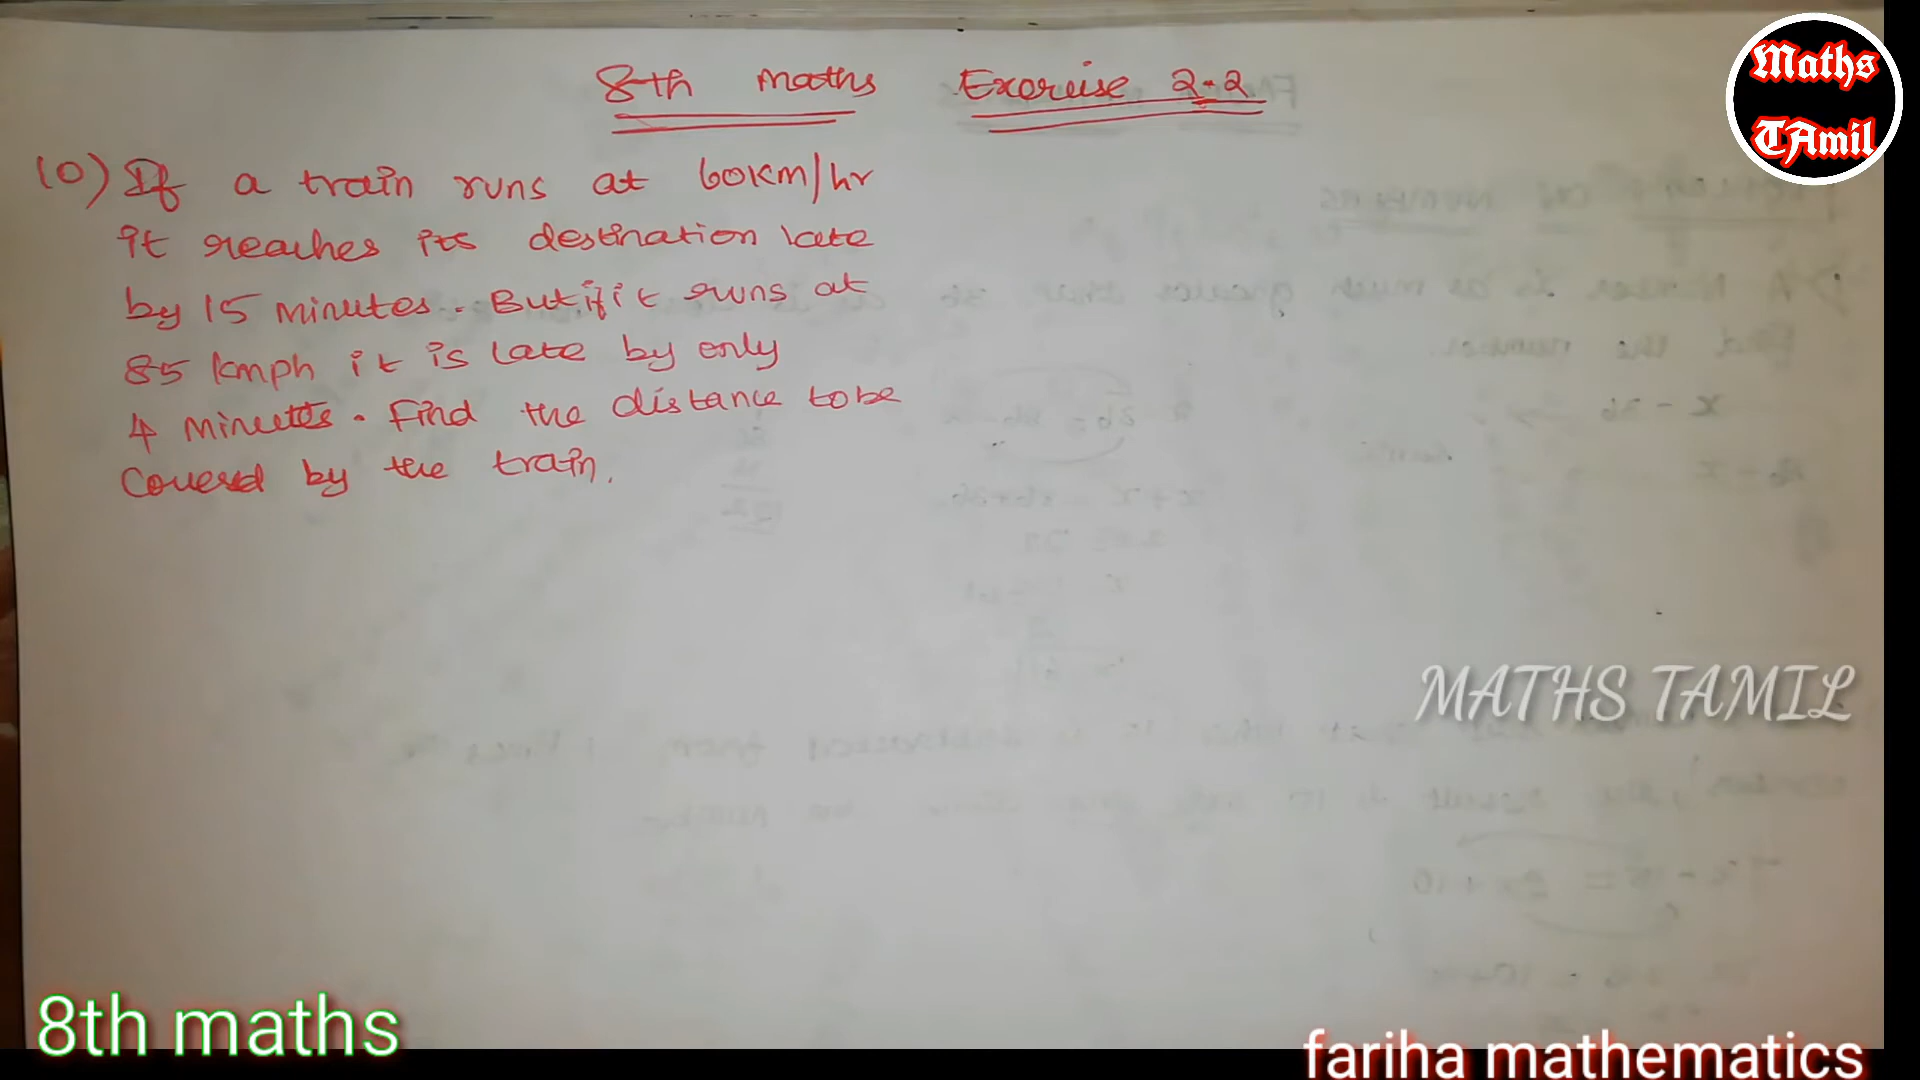 8th maths Exercise 2.2
Maths
TAmil
10) If a train runs at 60km/hr
it reaches its destination late
by 15 minutes. But if it runs at
85 kmph it is late by only
4 minutes. Find the distance to be
covered by the train.
MATHS TAMIL
8th maths
fariha mathematics